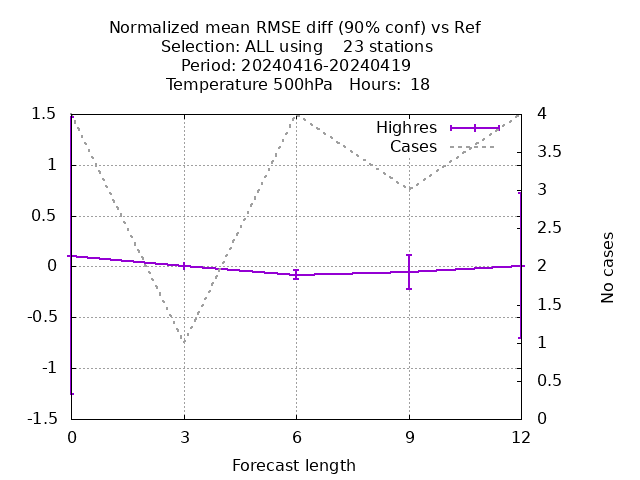 Normalized mean RMSE diff (90% conf) vs Ref
Selection: ALL using    23 stations
Period: 20240416-20240419
Temperature 500hPa   Hours:  18
Highres
Cases
1.5
1
0.5
0
-0.5
-1
-1.5
4
3.5
3
2.5
2
1.5
1
0.5
0
No cases
0 3 6 9 12
Forecast length